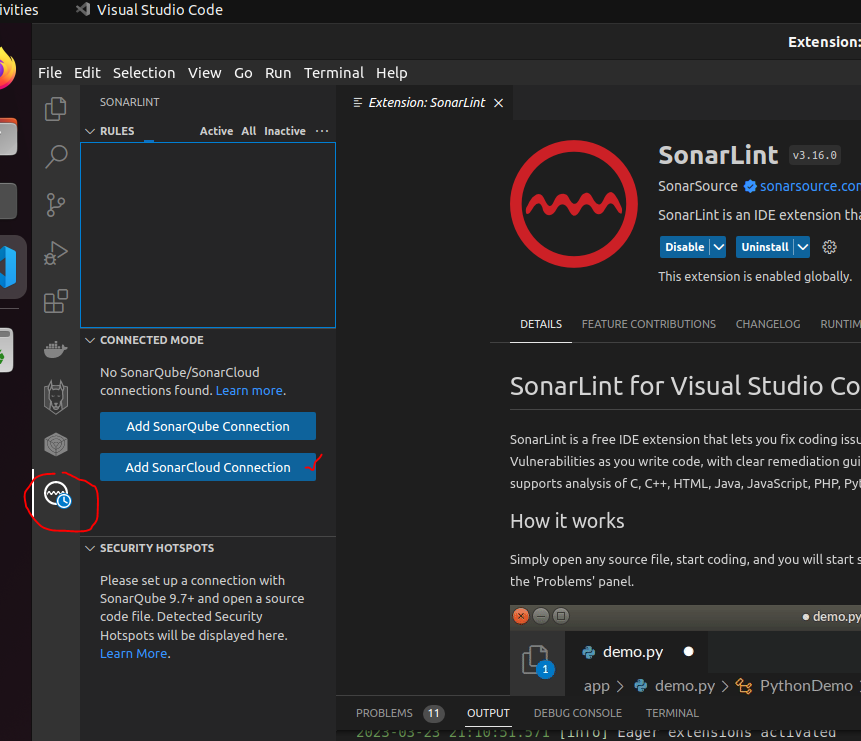 ivities
Visual Studio Code
Extension:
File Edit Selection View Go Run Terminal Help
SONARLINT
Extension: SonarLint
RULES Active All Inactive ···
SonarLint v3.16.0
SonarSource sonarsource.con
SonarLint is an IDE extension tha
Disable Uninstall
This extension is enabled globally.
DETAILS FEATURE CONTRIBUTIONS CHANGELOG RUNTIM
CONNECTED MODE
No SonarQube/SonarCloud
connections found. Learn more.
Add SonarQube Connection
Add SonarCloud Connection
SonarLint for Visual Studio Co
SonarLint is a free IDE extension that lets you fix coding issu
Vulnerabilities as you write code, with clear remediation gui
supports analysis of C, C++, HTML, Java, JavaScript, PHP, Pyt
How it works
SECURITY HOTSPOTS
Please set up a connection with
SonarQube 9.7+ and open a source
code file. Detected Security
Hotspots will be displayed here.
Learn More.
Simply open any source file, start coding, and you will start s
the 'Problems' panel.
demo.py
demo.py
1
app > demo.py > PythonDemo
PROBLEMS 11 OUTPUT DEBUG CONSOLE TERMINAL
2023-03-23 21:10:51.571 [info] Eager extensions activated